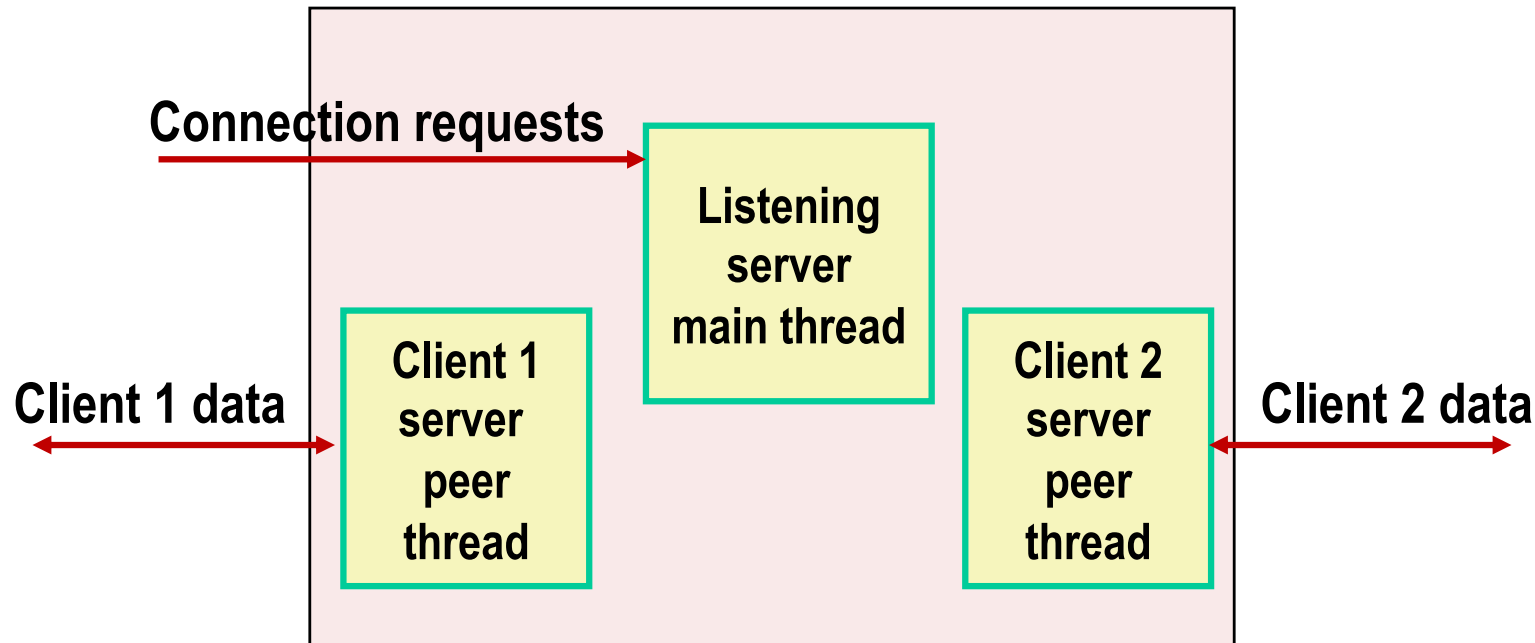 Connection requests
Listening
server
main thread
Client 1
server
peer
thread
Client 2
server
peer
thread
Client 1 data
Client 2 data